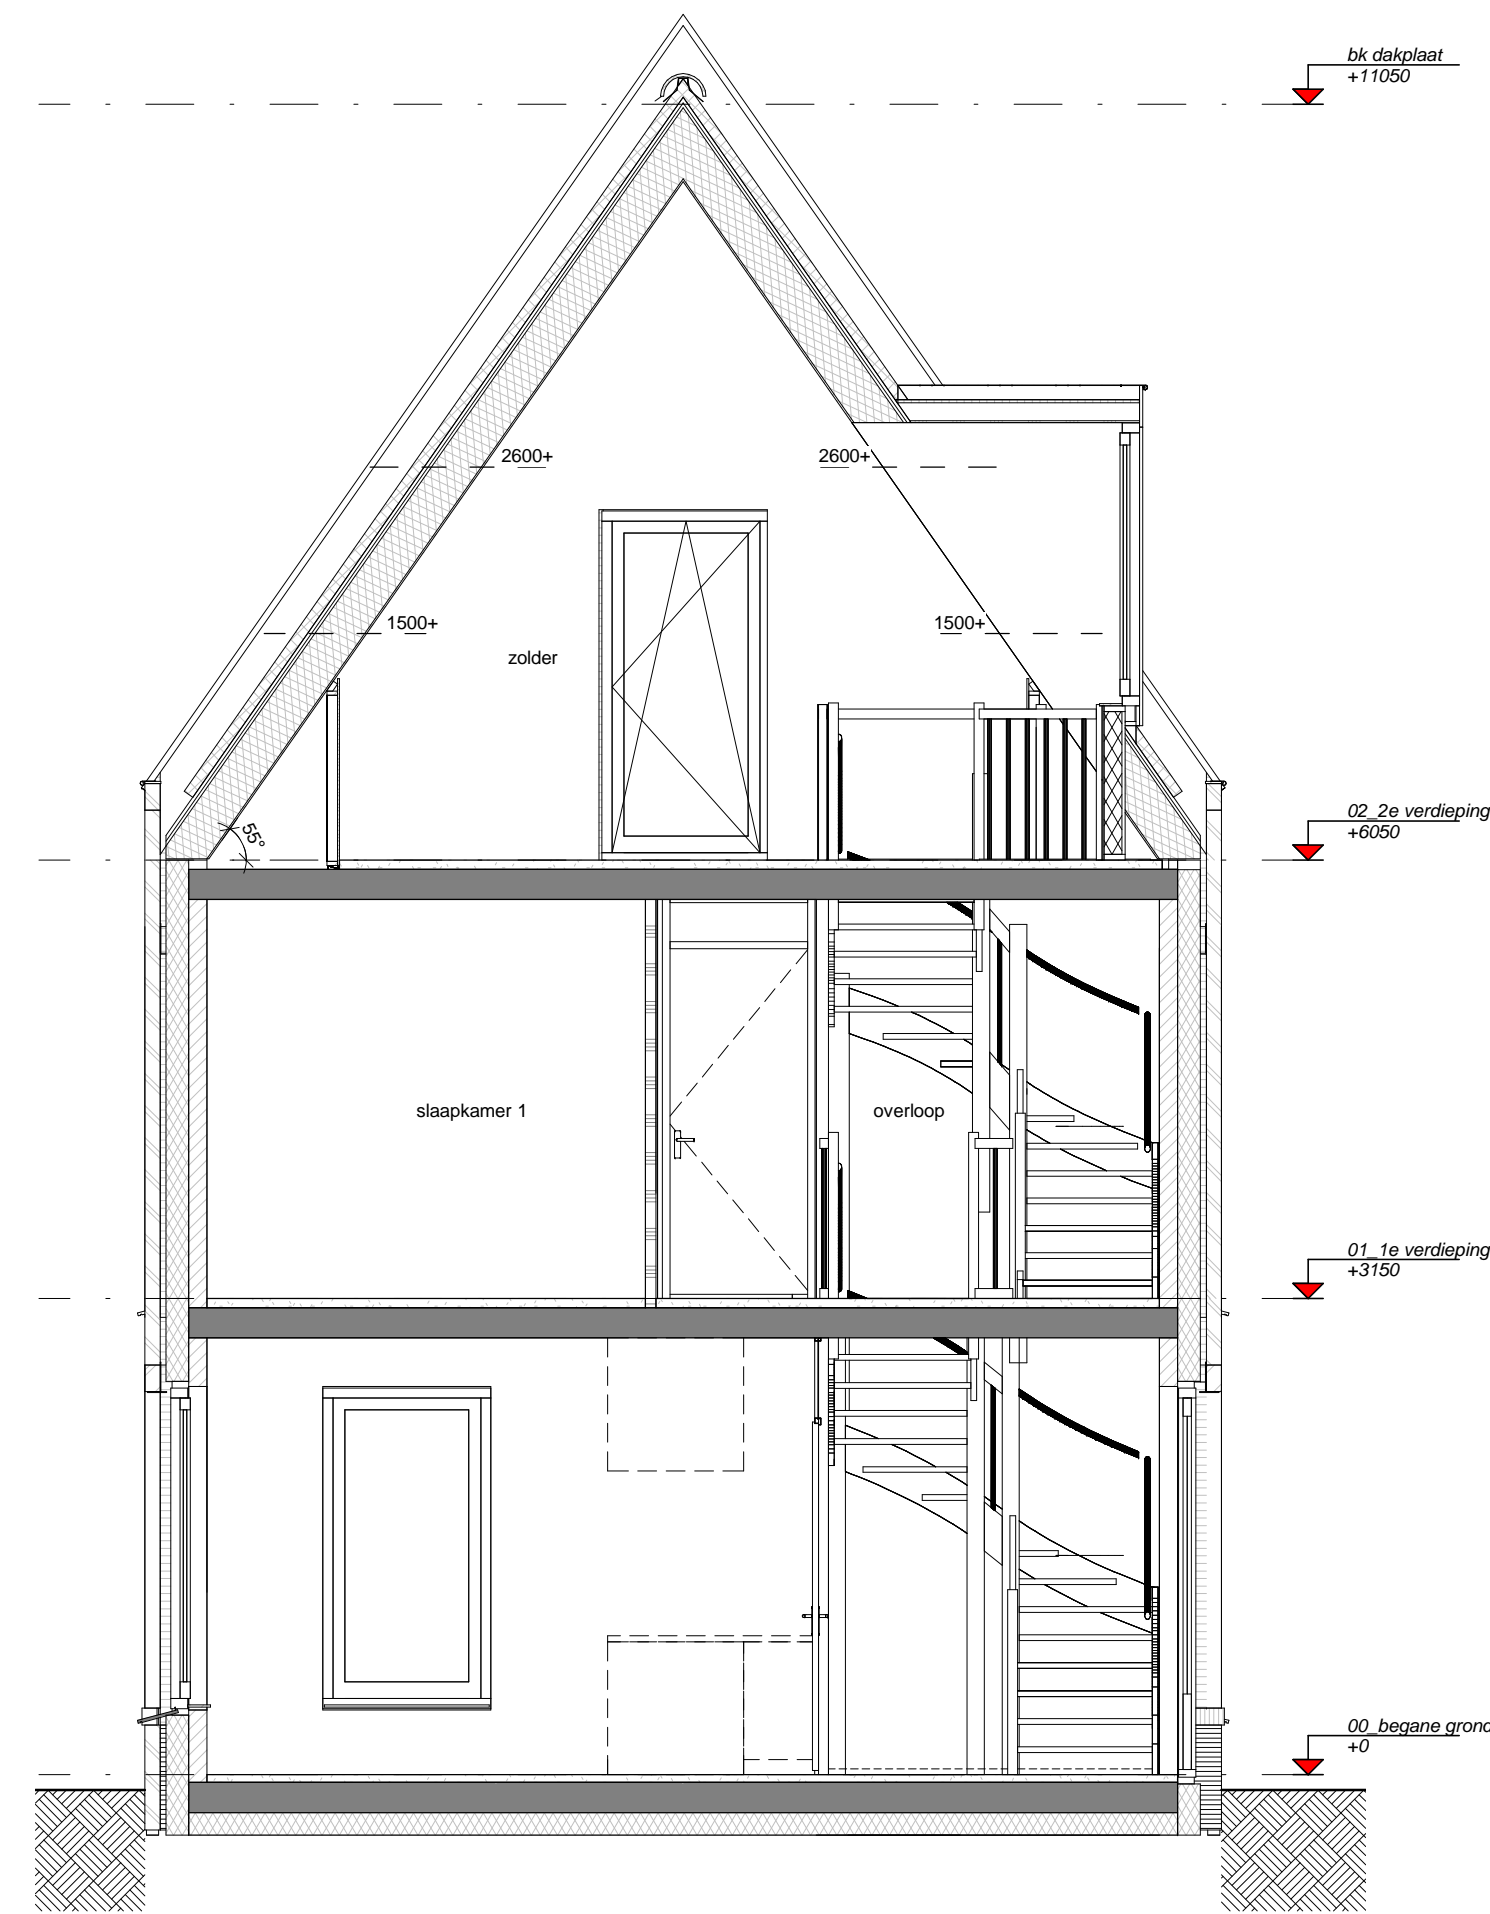 bk dakplaat
+11050
2600+
2600+
1500+
1500+
zolder
55°
02_2e verdieping
+6050
slaapkamer 1
overloop
01_1e verdieping
+3150
00_begane grond
+0